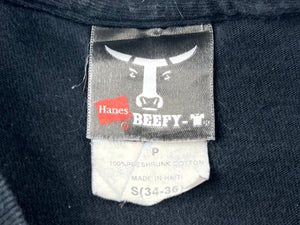 Hanes
BEEFY-T
P
100% PRESHRUNK COTTON
MADE IN HAITI
S(34-36)